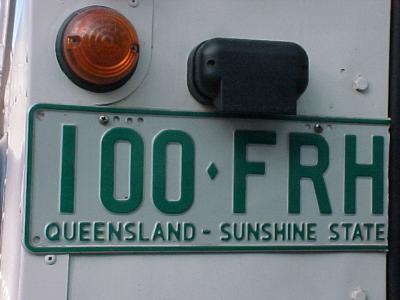 100·FRH
QUEENSLAND - SUNSHINE STATE